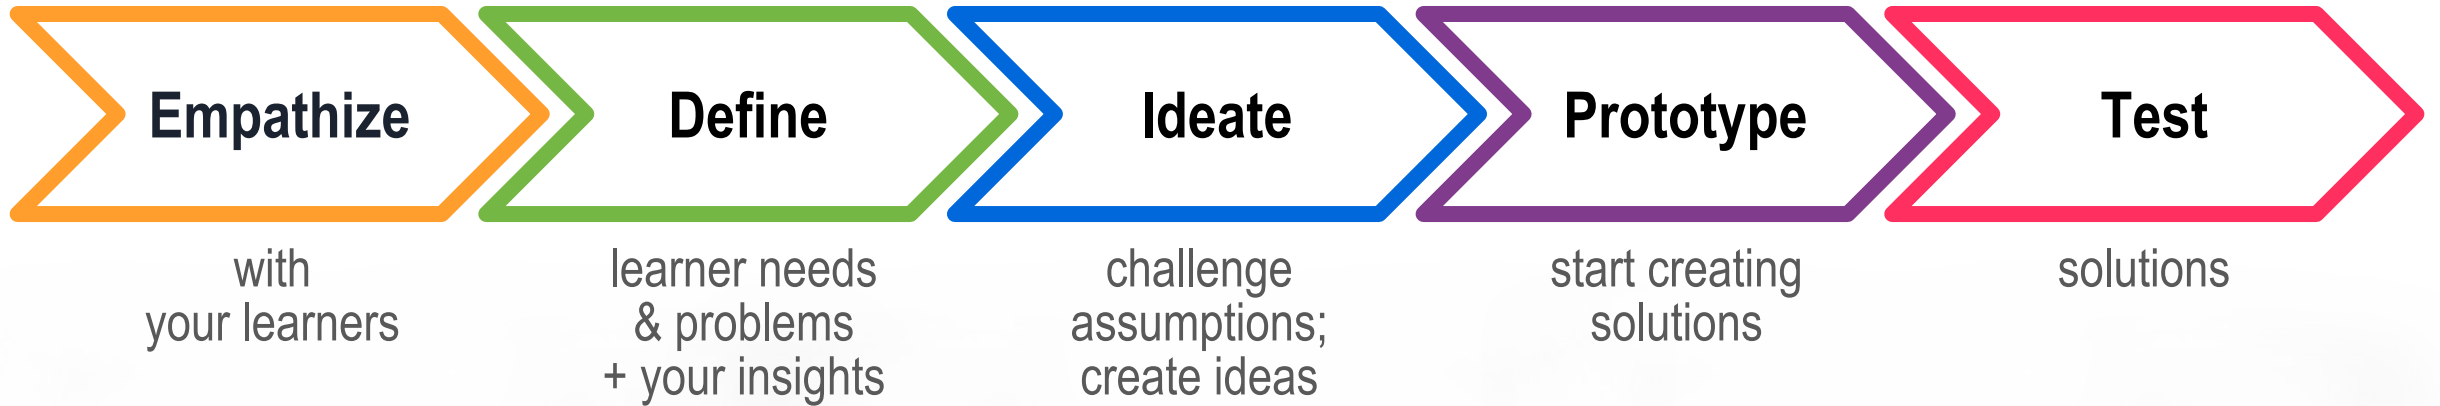 Empathize
with
your learners
Define
learner needs
& problems
+ your insights
Ideate
challenge
assumptions;
create ideas
Prototype
start creating
solutions
Test
solutions